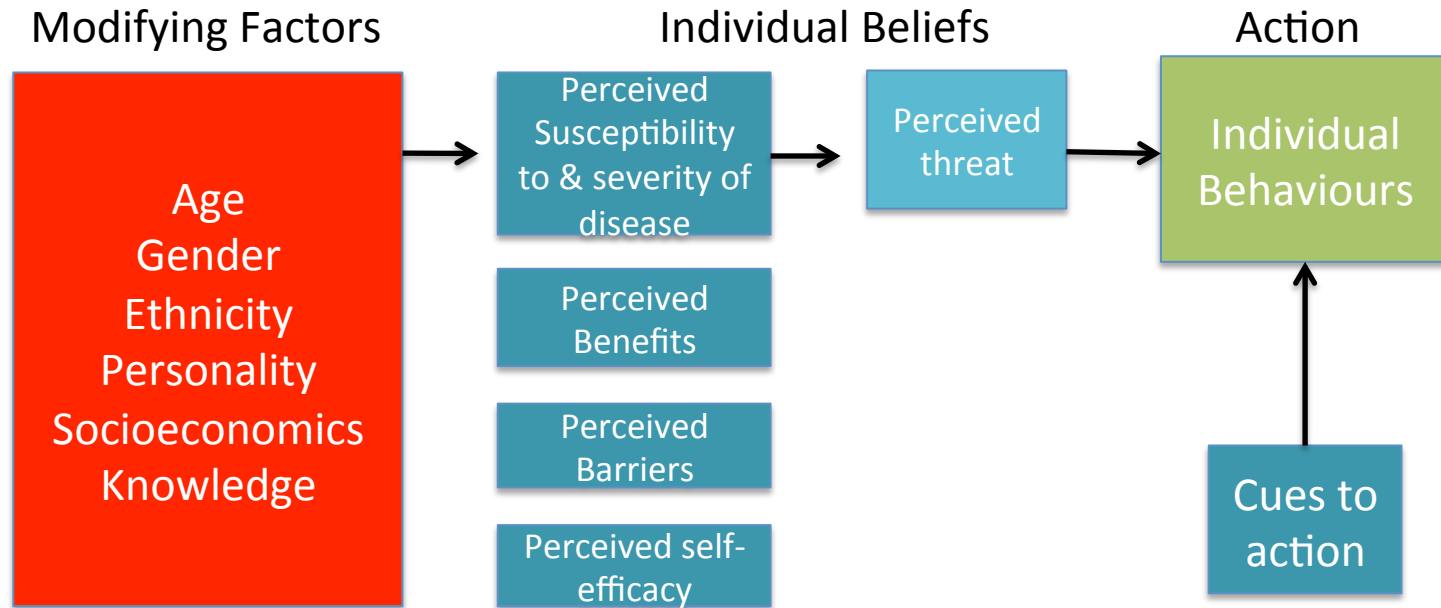 Modifying Factors
Individual Beliefs
Action
Age
Gender
Ethnicity
Personality
Socioeconomics
Knowledge
Perceived
Susceptibility
to & severity of
disease
Perceived
Benefits
Perceived
Barriers
Perceived self-
efficacy
Perceived
threat
Individual
Behaviours
Cues to
action